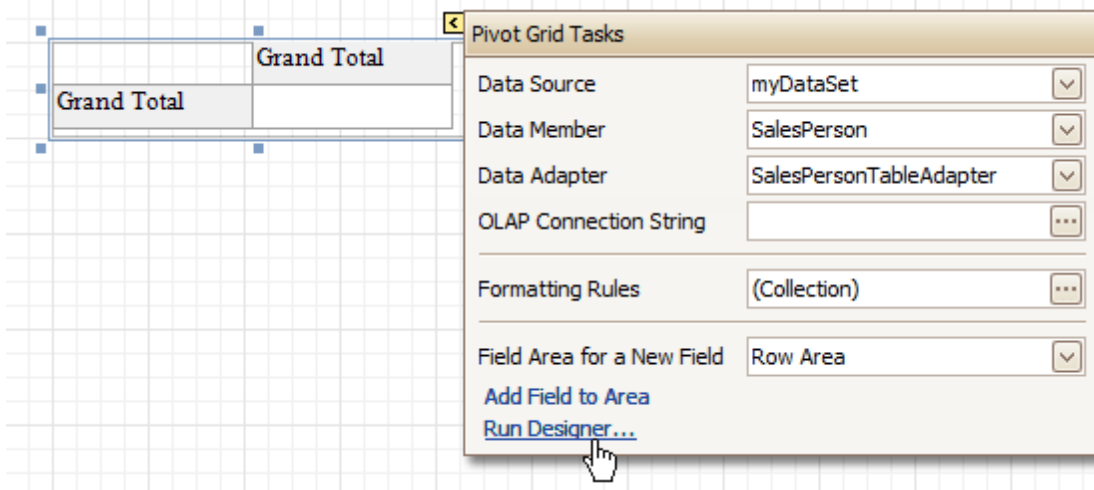 Grand Total
Grand Total
Pivot Grid Tasks
Data Source myDataSet
Data Member SalesPerson
Data Adapter SalesPersonTableAdapter
OLAP Connection String
Formatting Rules (Collection)
Field Area for a New Field Row Area
Add Field to Area
Run Designer...